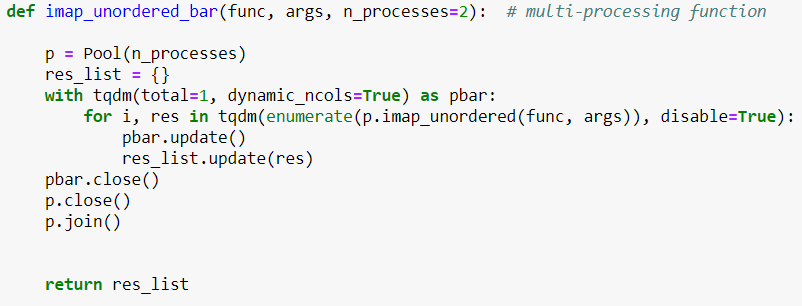 def imap_unordered_bar(func, args, n_processes=2):  # multi-processing function
    p = Pool(n_processes)
    res_list = {}
    with tqdm(total=1, dynamic_ncols=True) as pbar:
        for i, res in tqdm(enumerate(p.imap_unordered(func, args)), disable=True):
            pbar.update()
            res_list.update(res)
    pbar.close()
    p.close()
    p.join()
    return res_list